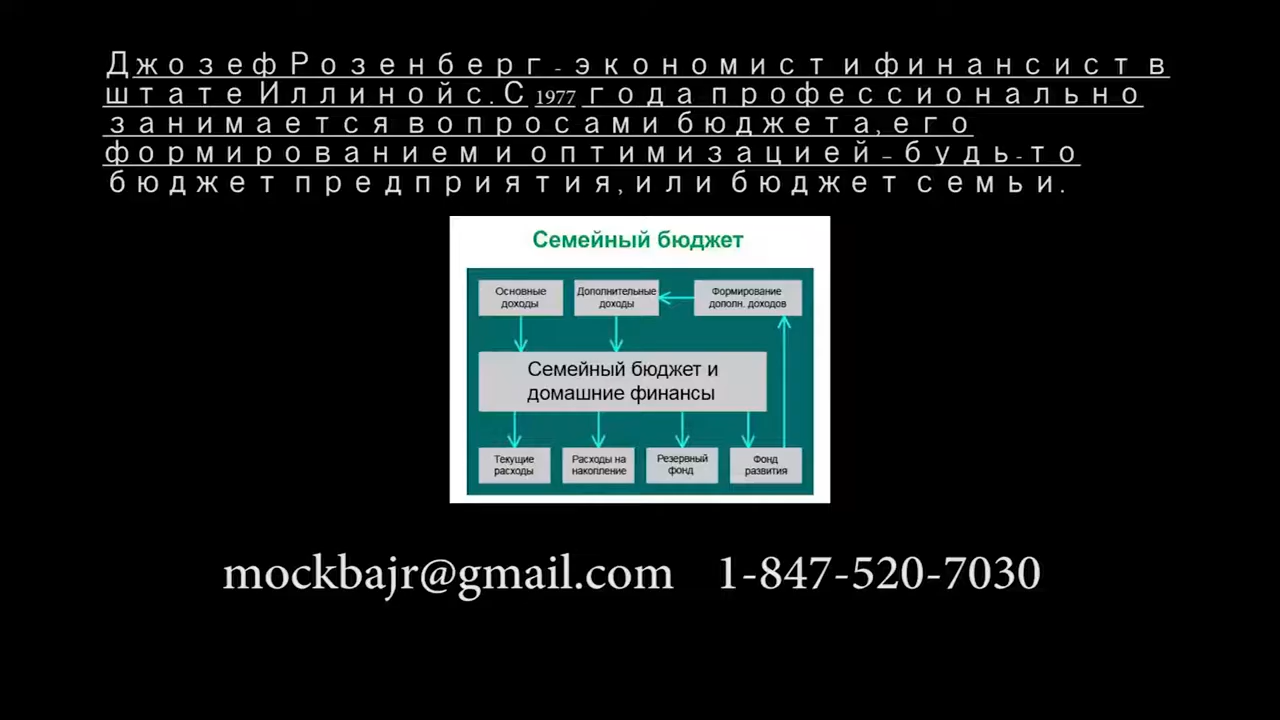 Джозеф Розенберг - экономист и финансист в
штате Иллинойс. С 1977 года профессионально
занимается вопросами бюджета, его
формированием и оптимизацией – будь-то
бюджет предприятия, или бюджет семьи.
Семейный бюджет
Основные
доходы
Дополнительные
доходы
Формирование
дополн. доходов
Семейный бюджет и
домашние финансы
Текущие
расходы
Расходы на
накопление
Резервный
фонд
Фонд
развития
mockbajr@gmail.com 1-847-520-7030